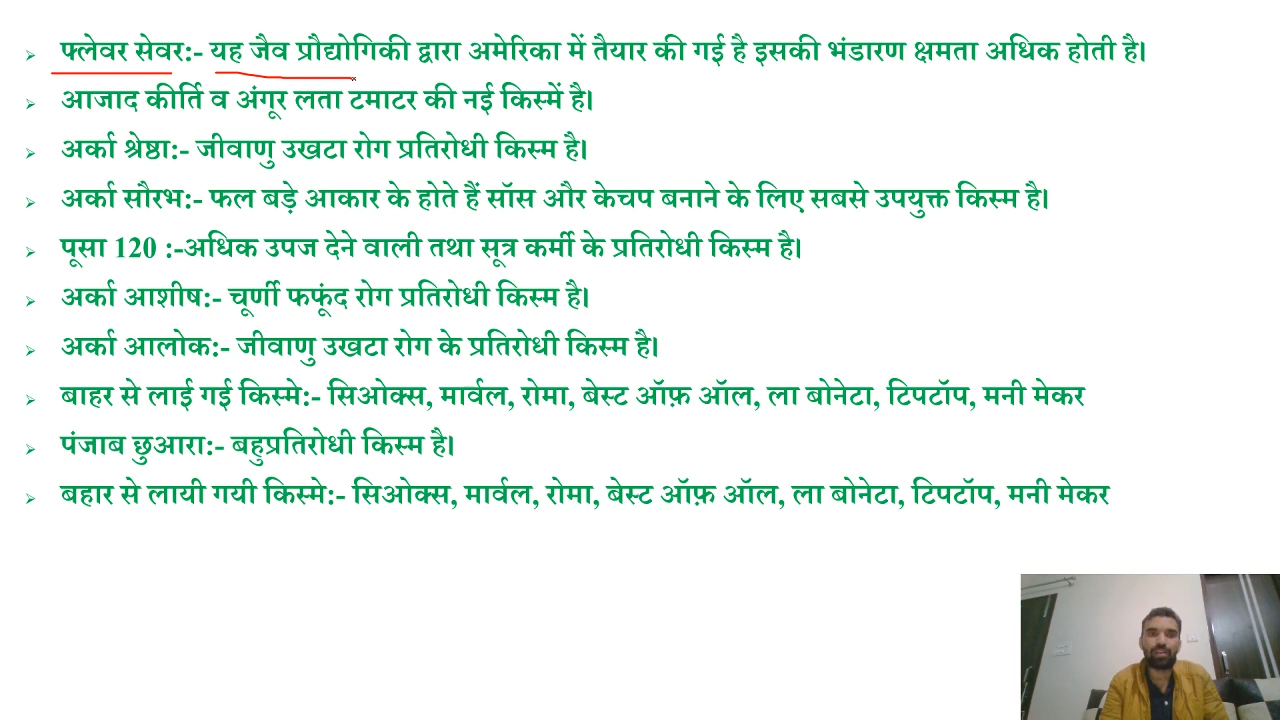 ➢ फ्लेवर सेवर:- यह जैव प्रौद्योगिकी द्वारा अमेरिका में तैयार की गई है इसकी भंडारण क्षमता अधिक होती है।
➢ आजाद कीर्ति व अंगूर लता टमाटर की नई किस्में है।
➢ अर्का श्रेष्ठा:- जीवाणु उखटा रोग प्रतिरोधी किस्म है।
➢ अर्का सौरभ:- फल बड़े आकार के होते हैं सॉस और केचप बनाने के लिए सबसे उपयुक्त किस्म है।
➢ पूसा 120 :-अधिक उपज देने वाली तथा सूत्र कर्मी के प्रतिरोधी किस्म है।
➢ अर्का आशीष:- चूर्णी फफूंद रोग प्रतिरोधी किस्म है।
➢ अर्का आलोक:- जीवाणु उखटा रोग के प्रतिरोधी किस्म है।
➢ बाहर से लाई गई किस्मे:- सिओक्स, मार्वल, रोमा, बेस्ट ऑफ़ ऑल, ला बोनेटा, टिपटॉप, मनी मेकर
➢ पंजाब छुआरा:- बहुप्रतिरोधी किस्म है।
➢ बहार से लायी गयी किस्मे:- सिओक्स, मार्वल, रोमा, बेस्ट ऑफ़ ऑल, ला बोनेटा, टिपटॉप, मनी मेकर